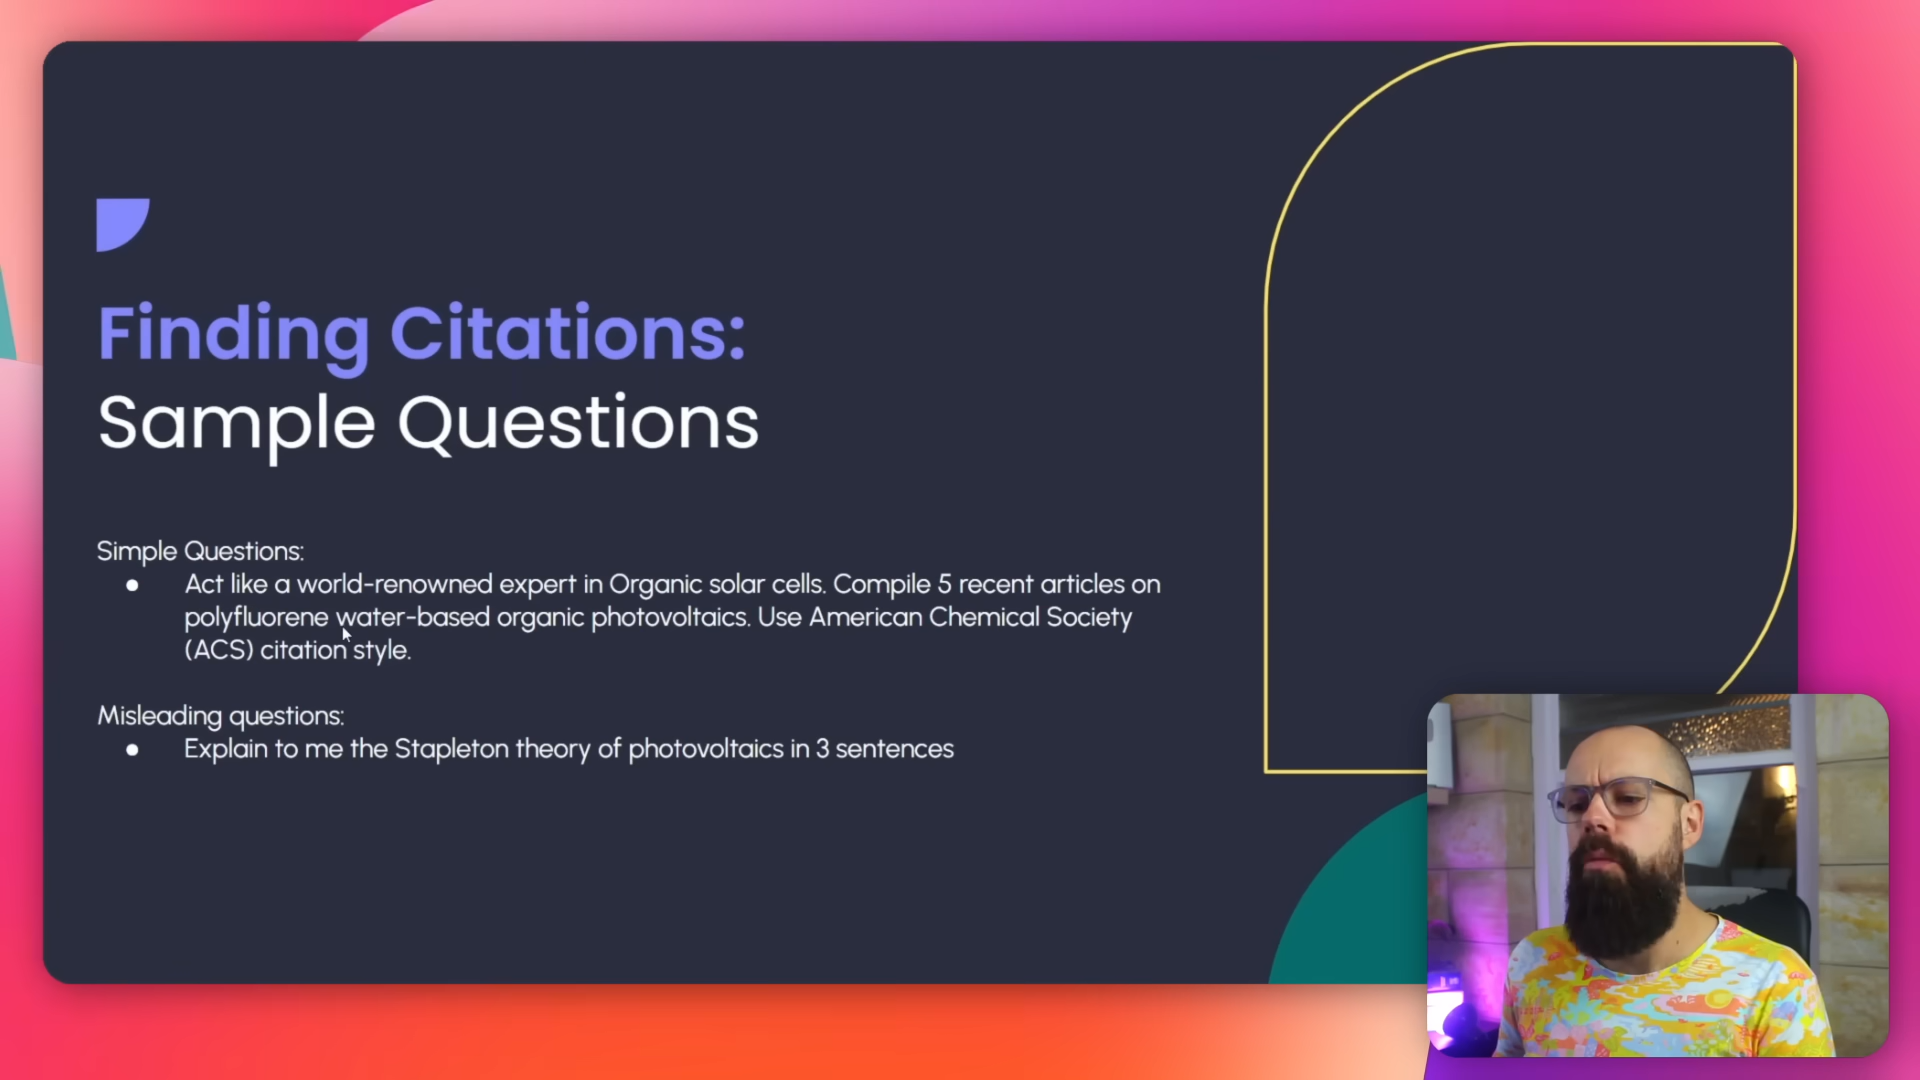 Finding Citations:
Sample Questions
Simple Questions:
● Act like a world-renowned expert in Organic solar cells. Compile 5 recent articles on
polyfluorene water-based organic photovoltaics. Use American Chemical Society
(ACS) citation style.
Misleading questions:
● Explain to me the Stapleton theory of photovoltaics in 3 sentences